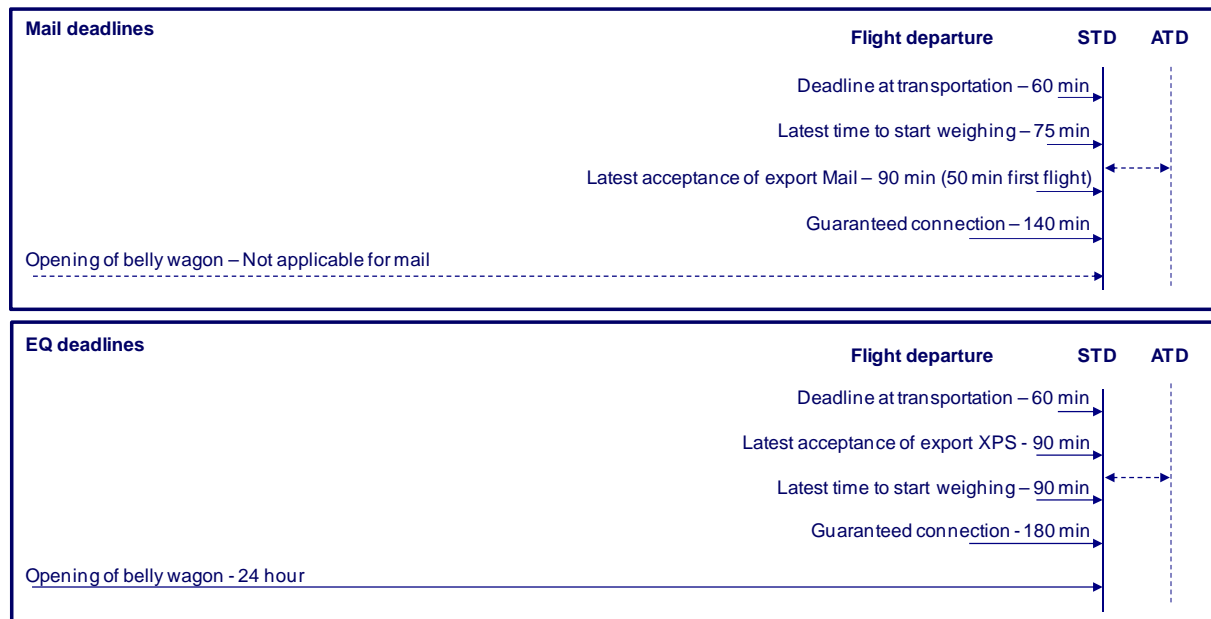 Mail deadlines
Flight departure STD ATD
Deadline at transportation – 60 min
Latest time to start weighing – 75 min
Latest acceptance of export Mail – 90 min (50 min first flight)
Guaranteed connection – 140 min
Opening of belly wagon – Not applicable for mail
EQ deadlines
Flight departure STD ATD
Deadline at transportation – 60 min
Latest acceptance of export XPS - 90 min
Latest time to start weighing – 90 min
Guaranteed connection - 180 min
Opening of belly wagon - 24 hour